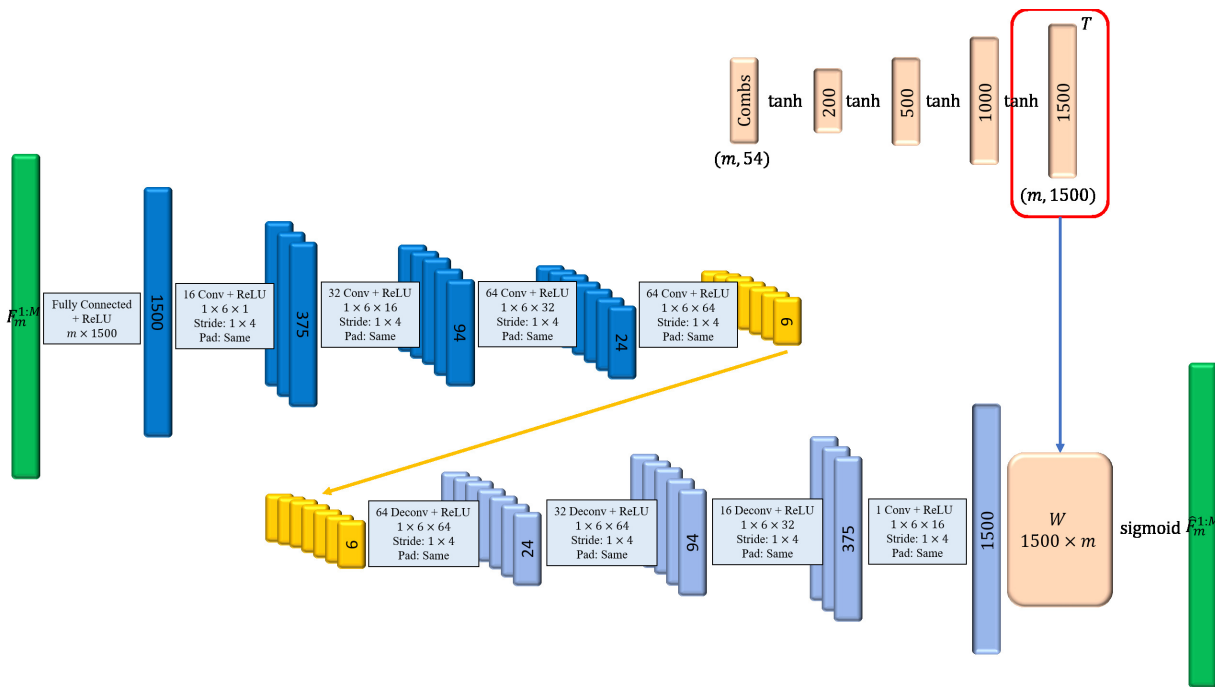 T
Combs
tanh
200
tanh
500
tanh
1000
tanh
1500
(m, 54)
(m, 1500)
F_m^{1:M}
Fully Connected
+ ReLU
m × 1500
1500
16 Conv + ReLU
1 × 6 × 1
Stride: 1 × 4
Pad: Same
375
32 Conv + ReLU
1 × 6 × 16
Stride: 1 × 4
Pad: Same
94
64 Conv + ReLU
1 × 6 × 32
Stride: 1 × 4
Pad: Same
24
64 Conv + ReLU
1 × 6 × 64
Stride: 1 × 4
Pad: Same
6
6
64 Deconv + ReLU
1 × 6 × 64
Stride: 1 × 4
Pad: Same
24
32 Deconv + ReLU
1 × 6 × 64
Stride: 1 × 4
Pad: Same
94
16 Deconv + ReLU
1 × 6 × 32
Stride: 1 × 4
Pad: Same
375
1 Conv + ReLU
1 × 6 × 16
Stride: 1 × 4
Pad: Same
1500
W
1500 × m
sigmoid
F̂_m^{1:M}